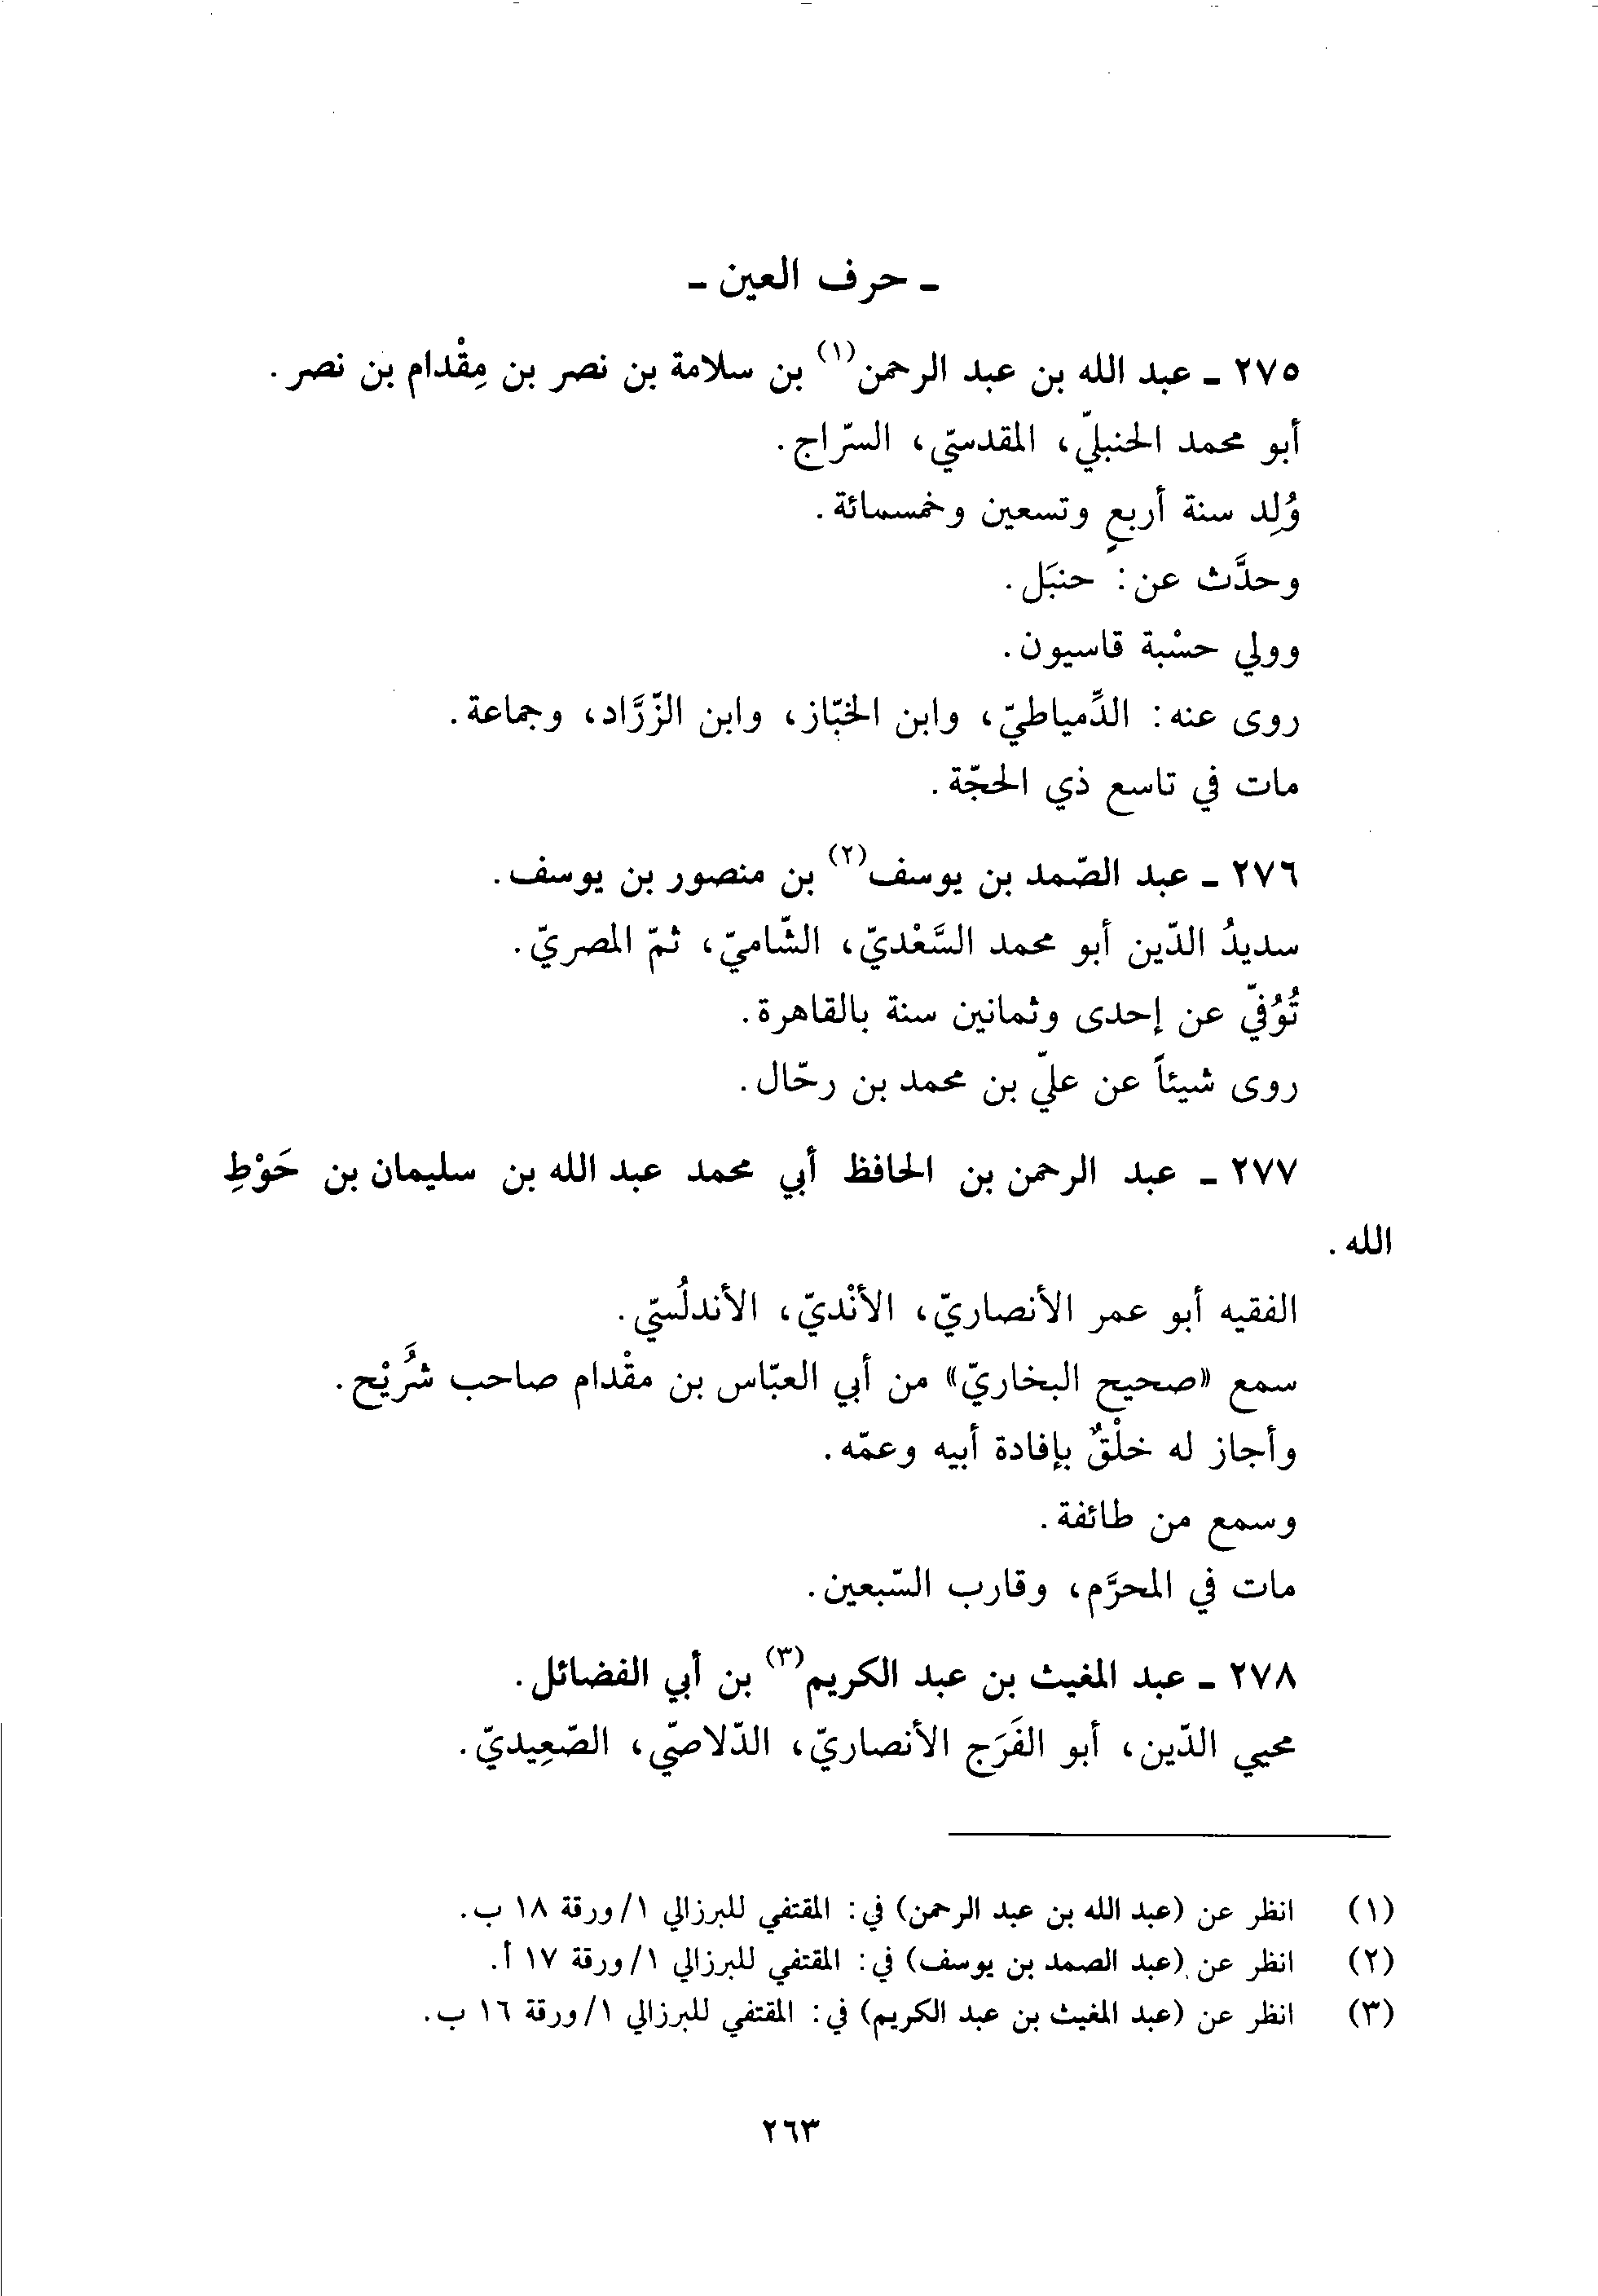 ـ حرف العين ـ
٢٧٥ ـ عبد الله بن عبد الرحمن(١) بن سلامة بن نصر بن مِقْدام بن نصر.
أبو محمد الحنبليّ، المقدسيّ، السرّاج.
وُلِد سنة أربعٍ وتسعين وخمسمائة.
وحدَّث عن: حنبَل.
وولي حسْبة قاسيون.
روى عنه: الدِّمياطيّ، وابن الخبّاز، وابن الزّرَّاد، وجماعة.
مات في تاسع ذي الحجّة.
٢٧٦ ـ عبد الصّمد بن يوسف(٢) بن منصور بن يوسف.
سديدُ الدّين أبو محمد السَّعْديّ، الشّاميّ، ثمّ المصريّ.
تُوُفّي عن إحدى وثمانين سنة بالقاهرة.
روى شيئاً عن عليّ بن محمد بن رحّال.
٢٧٧ ـ عبد الرحمن بن الحافظ أبي محمد عبد الله بن سليمان بن حَوْطِ
الله.
الفقيه أبو عمر الأنصاريّ، الأنْديّ، الأندلُسيّ.
سمع «صحيح البخاريّ» من أبي العبّاس بن مقْدام صاحب شُرَيْح.
وأجاز له خلْقٌ بإفادة أبيه وعمّه.
وسمع من طائفة.
مات في المحرَّم، وقارب السّبعين.
٢٧٨ ـ عبد المغيث بن عبد الكريم(٣) بن أبي الفضائل.
محيي الدّين، أبو الفَرَج الأنصاريّ، الدّلاصيّ، الصّعِيديّ.
(١) انظر عن (عبد الله بن عبد الرحمن) في: المقتفي للبرزالي ١/ورقة ١٨ ب.
(٢) انظر عن (عبد الصمد بن يوسف) في: المقتفي للبرزالي ١/ورقة ١٧ أ.
(٣) انظر عن (عبد المغيث بن عبد الكريم) في: المقتفي للبرزالي ١/ورقة ١٦ ب.
٢٦٣